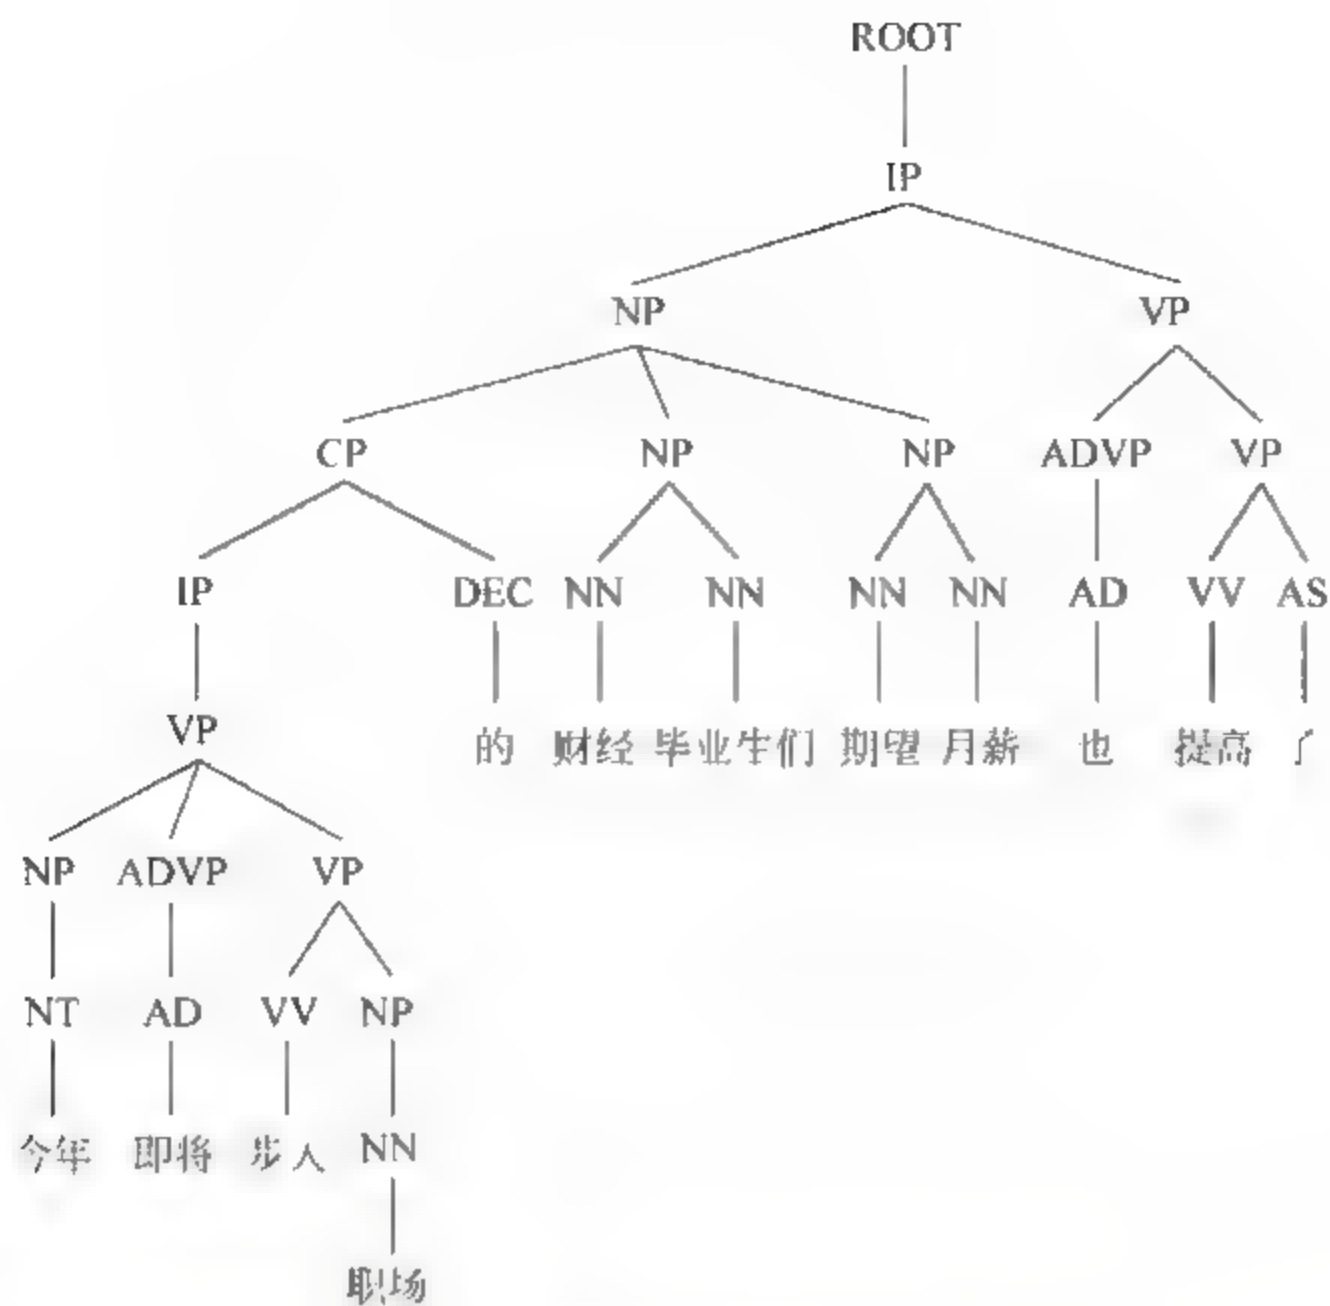 ROOT
IP
NP VP
CP NP NP ADVP VP
IP DEC NN NN NN NN AD VV AS
VP 的 财经 毕业生们 期望 月薪 也 提高 了
NP ADVP VP
NT AD VV NP
今年 即将 步入 NN
职场